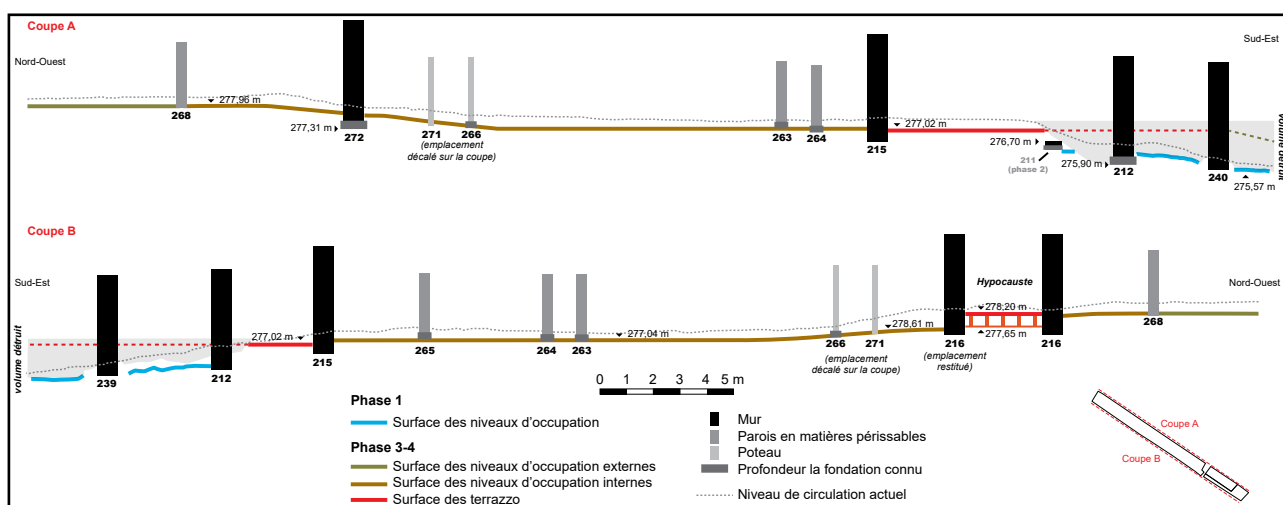 Coupe A
Nord-Ouest
Sud-Est
277,96 m
268
277,31 m
272
271
266
(emplacement
décalé sur la coupe)
263
264
215
277,02 m
276,70 m
211
(phase 2)
275,90 m
212
240
275,57 m
volume détruit
Coupe B
Sud-Est
Nord-Ouest
volume détruit
239
212
277,02 m
215
265
264
263
277,04 m
266
271
(emplacement
décalé sur la coupe)
278,61 m
216
(emplacement
restitué)
Hypocauste
278,20 m
277,65 m
216
268
0 1 2 3 4 5 m
Phase 1
Surface des niveaux d'occupation
Phase 3-4
Surface des niveaux d'occupation externes
Surface des niveaux d'occupation internes
Surface des terrazzo
Mur
Parois en matières périssables
Poteau
Profondeur la fondation connu
Niveau de circulation actuel
Coupe A
Coupe B